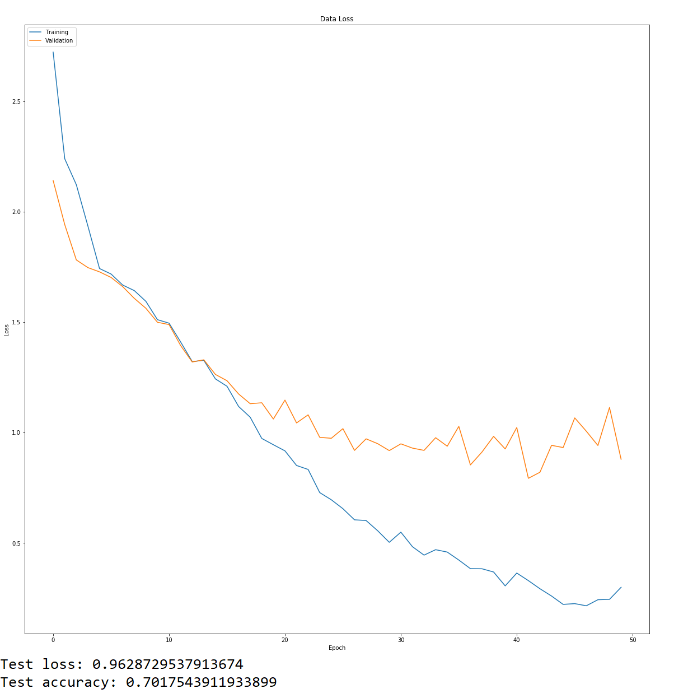 Data Loss
Training
Validation
2.5
2.0
1.5
1.0
0.5
Loss
0 10 20 30 40 50
Epoch
Test loss: 0.9628729537913674
Test accuracy: 0.7017543911933899